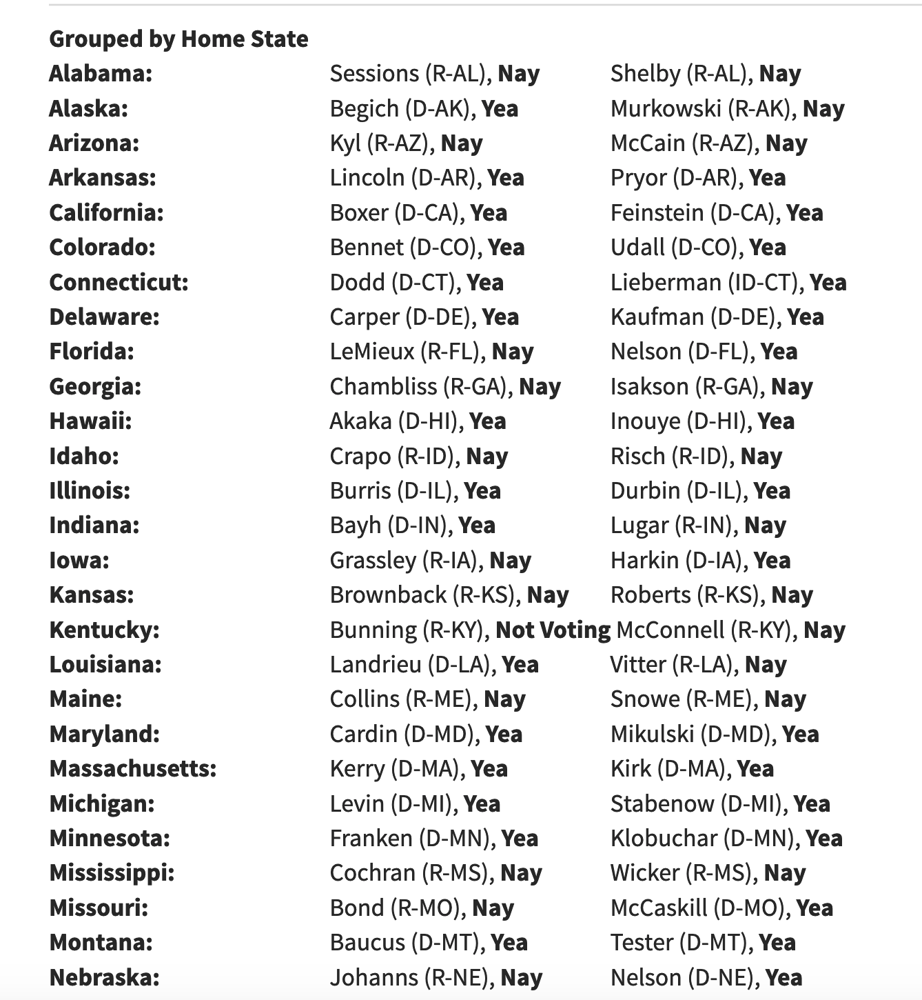 Grouped by Home State
Alabama: Sessions (R-AL), Nay Shelby (R-AL), Nay
Alaska: Begich (D-AK), Yea Murkowski (R-AK), Nay
Arizona: Kyl (R-AZ), Nay McCain (R-AZ), Nay
Arkansas: Lincoln (D-AR), Yea Pryor (D-AR), Yea
California: Boxer (D-CA), Yea Feinstein (D-CA), Yea
Colorado: Bennet (D-CO), Yea Udall (D-CO), Yea
Connecticut: Dodd (D-CT), Yea Lieberman (ID-CT), Yea
Delaware: Carper (D-DE), Yea Kaufman (D-DE), Yea
Florida: LeMieux (R-FL), Nay Nelson (D-FL), Yea
Georgia: Chambliss (R-GA), Nay Isakson (R-GA), Nay
Hawaii: Akaka (D-HI), Yea Inouye (D-HI), Yea
Idaho: Crapo (R-ID), Nay Risch (R-ID), Nay
Illinois: Burris (D-IL), Yea Durbin (D-IL), Yea
Indiana: Bayh (D-IN), Yea Lugar (R-IN), Nay
Iowa: Grassley (R-IA), Nay Harkin (D-IA), Yea
Kansas: Brownback (R-KS), Nay Roberts (R-KS), Nay
Kentucky: Bunning (R-KY), Not Voting McConnell (R-KY), Nay
Louisiana: Landrieu (D-LA), Yea Vitter (R-LA), Nay
Maine: Collins (R-ME), Nay Snowe (R-ME), Nay
Maryland: Cardin (D-MD), Yea Mikulski (D-MD), Yea
Massachusetts: Kerry (D-MA), Yea Kirk (D-MA), Yea
Michigan: Levin (D-MI), Yea Stabenow (D-MI), Yea
Minnesota: Franken (D-MN), Yea Klobuchar (D-MN), Yea
Mississippi: Cochran (R-MS), Nay Wicker (R-MS), Nay
Missouri: Bond (R-MO), Nay McCaskill (D-MO), Yea
Montana: Baucus (D-MT), Yea Tester (D-MT), Yea
Nebraska: Johanns (R-NE), Nay Nelson (D-NE), Yea